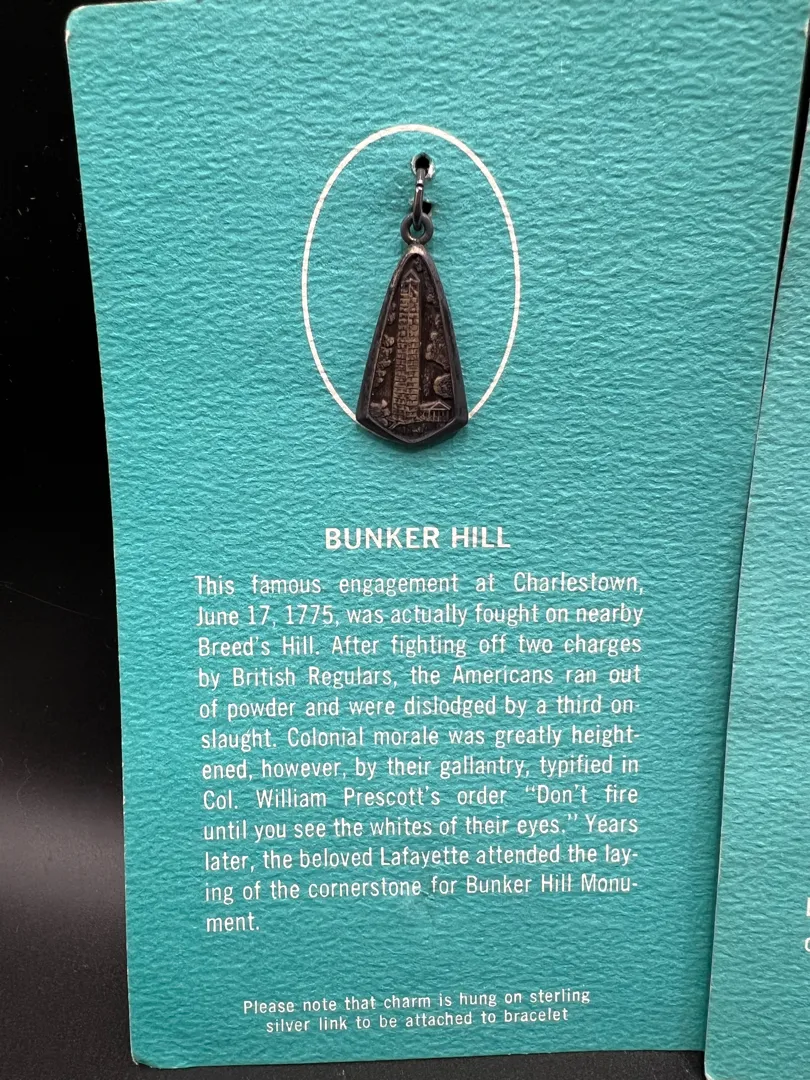 BUNKER HILL
This famous engagement at Charlestown,
June 17, 1775, was actually fought on nearby
Breed's Hill. After fighting off two charges
by British Regulars, the Americans ran out
of powder and were dislodged by a third on-
slaught. Colonial morale was greatly height-
ened, however, by their gallantry, typified in
Col. William Prescott's order "Don't fire
until you see the whites of their eyes." Years
later, the beloved Lafayette attended the lay-
ing of the cornerstone for Bunker Hill Monu-
ment.
Please note that charm is hung on sterling
silver link to be attached to bracelet